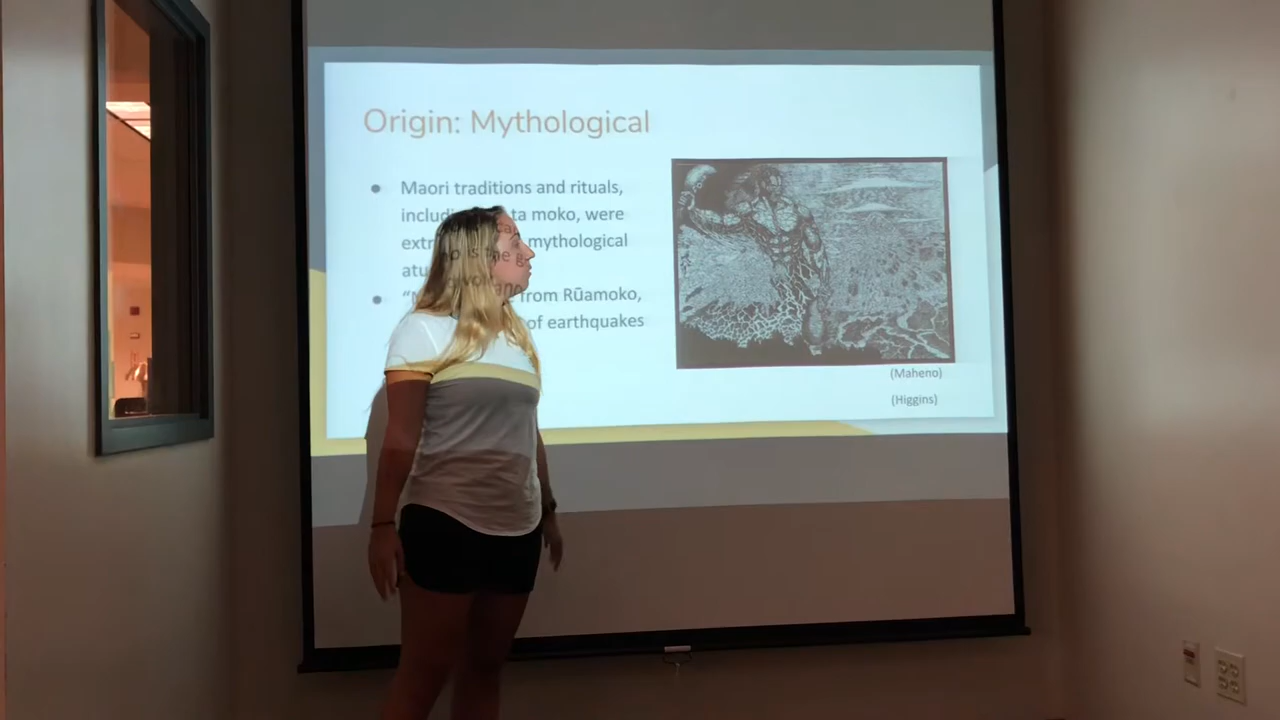 Origin: Mythological
● Maori traditions and rituals,
ta moko, were
mythological
● from Rūamoko,
of earthquakes
(Maheno)
(Higgins)